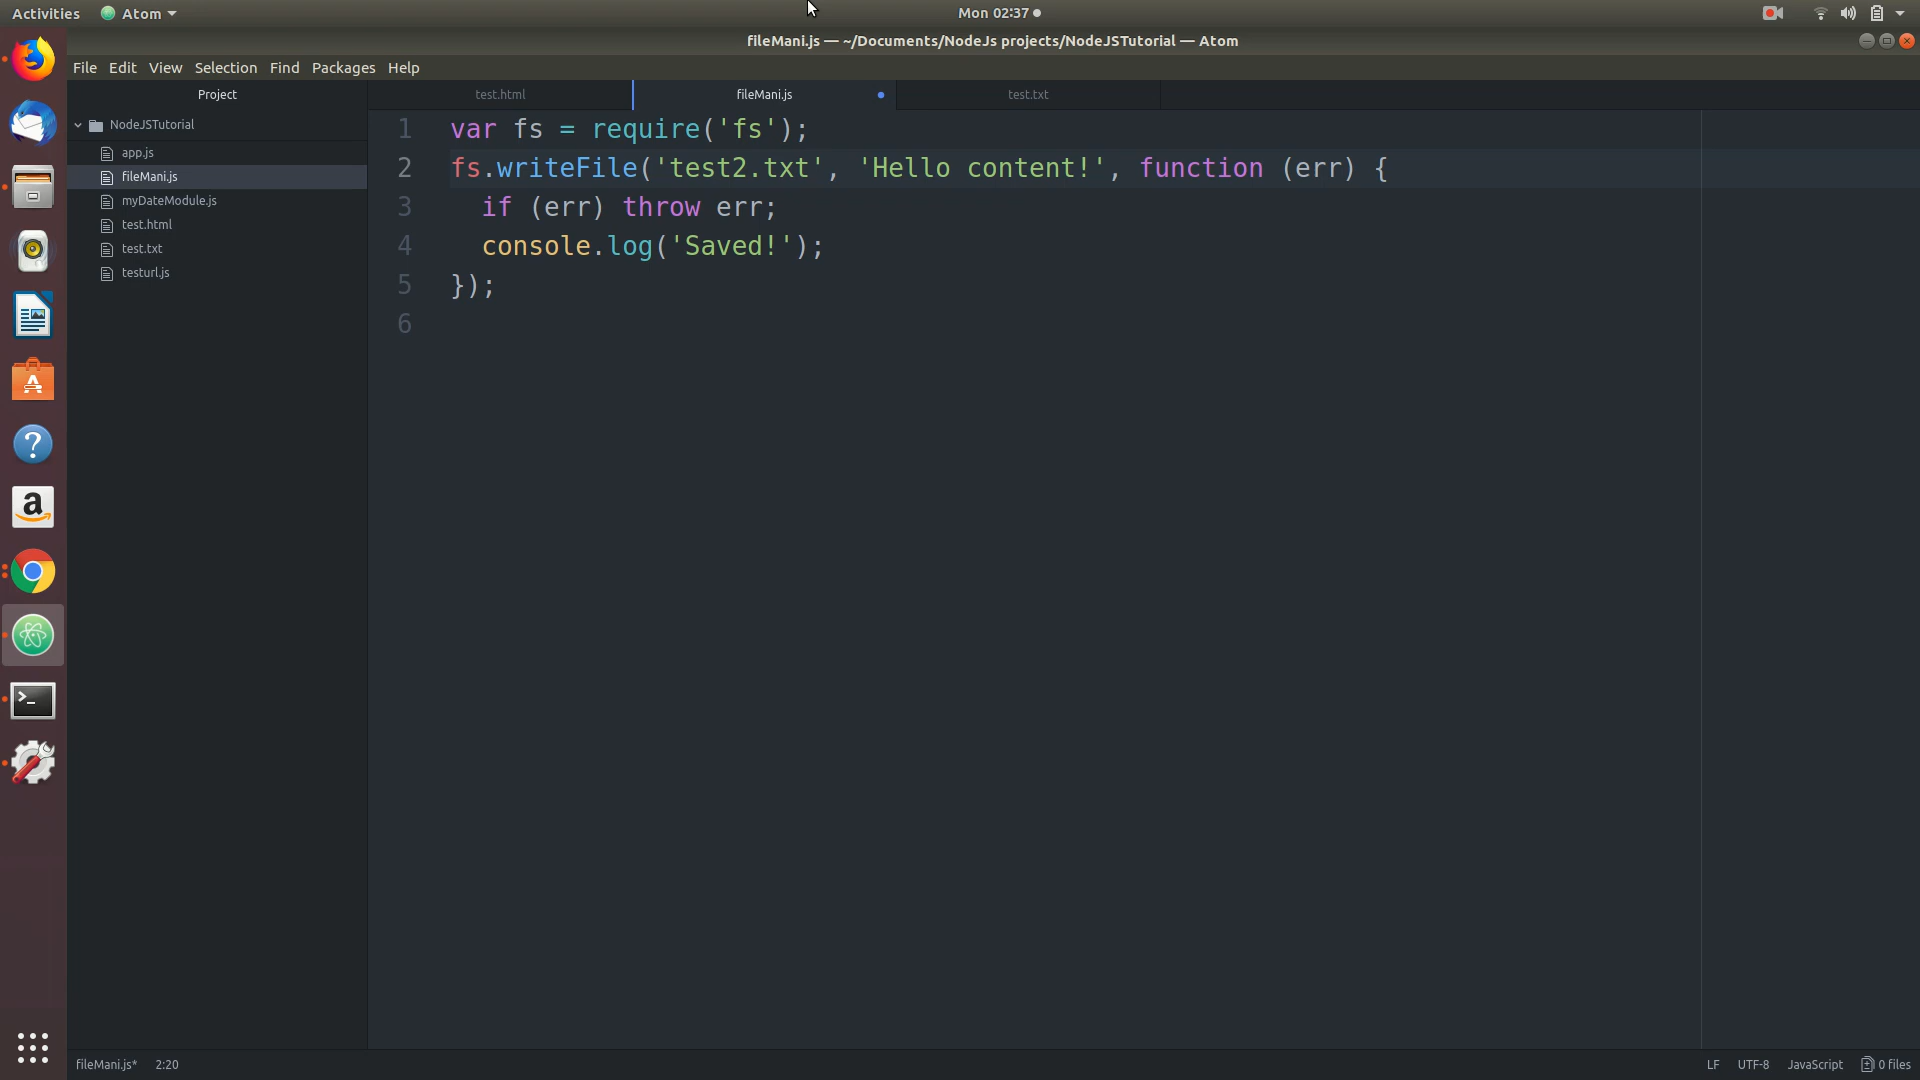 Activities Atom Mon 02:37
fileMani.js — ~/Documents/NodeJs projects/NodeJSTutorial — Atom
File Edit View Selection Find Packages Help
Project
NodeJSTutorial
app.js
fileMani.js
myDateModule.js
test.html
test.txt
testurl.js
test.html fileMani.js test.txt
1 var fs = require('fs');
2 fs.writeFile('test2.txt', 'Hello content!', function (err) {
3 if (err) throw err;
4 console.log('Saved!');
5 });
6
fileMani.js* 2:20 LF UTF-8 JavaScript 0 files